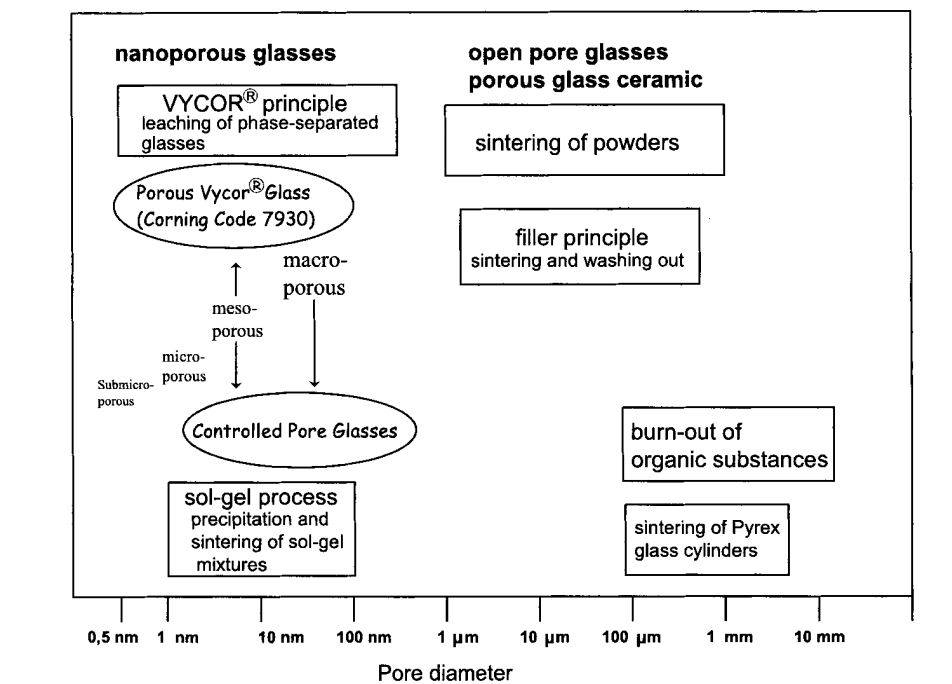 nanoporous glasses
open pore glasses
porous glass ceramic
VYCOR® principle
leaching of phase-separated
glasses
sintering of powders
Porous Vycor®Glass
(Corning Code 7930)
filler principle
sintering and washing out
macro-
porous
meso-
porous
micro-
porous
Submicro-
porous
Controlled Pore Glasses
burn-out of
organic substances
sol-gel process
precipitation and
sintering of sol-gel
mixtures
sintering of Pyrex
glass cylinders
0,5 nm 1 nm 10 nm 100 nm 1 µm 10 µm 100 µm 1 mm 10 mm
Pore diameter